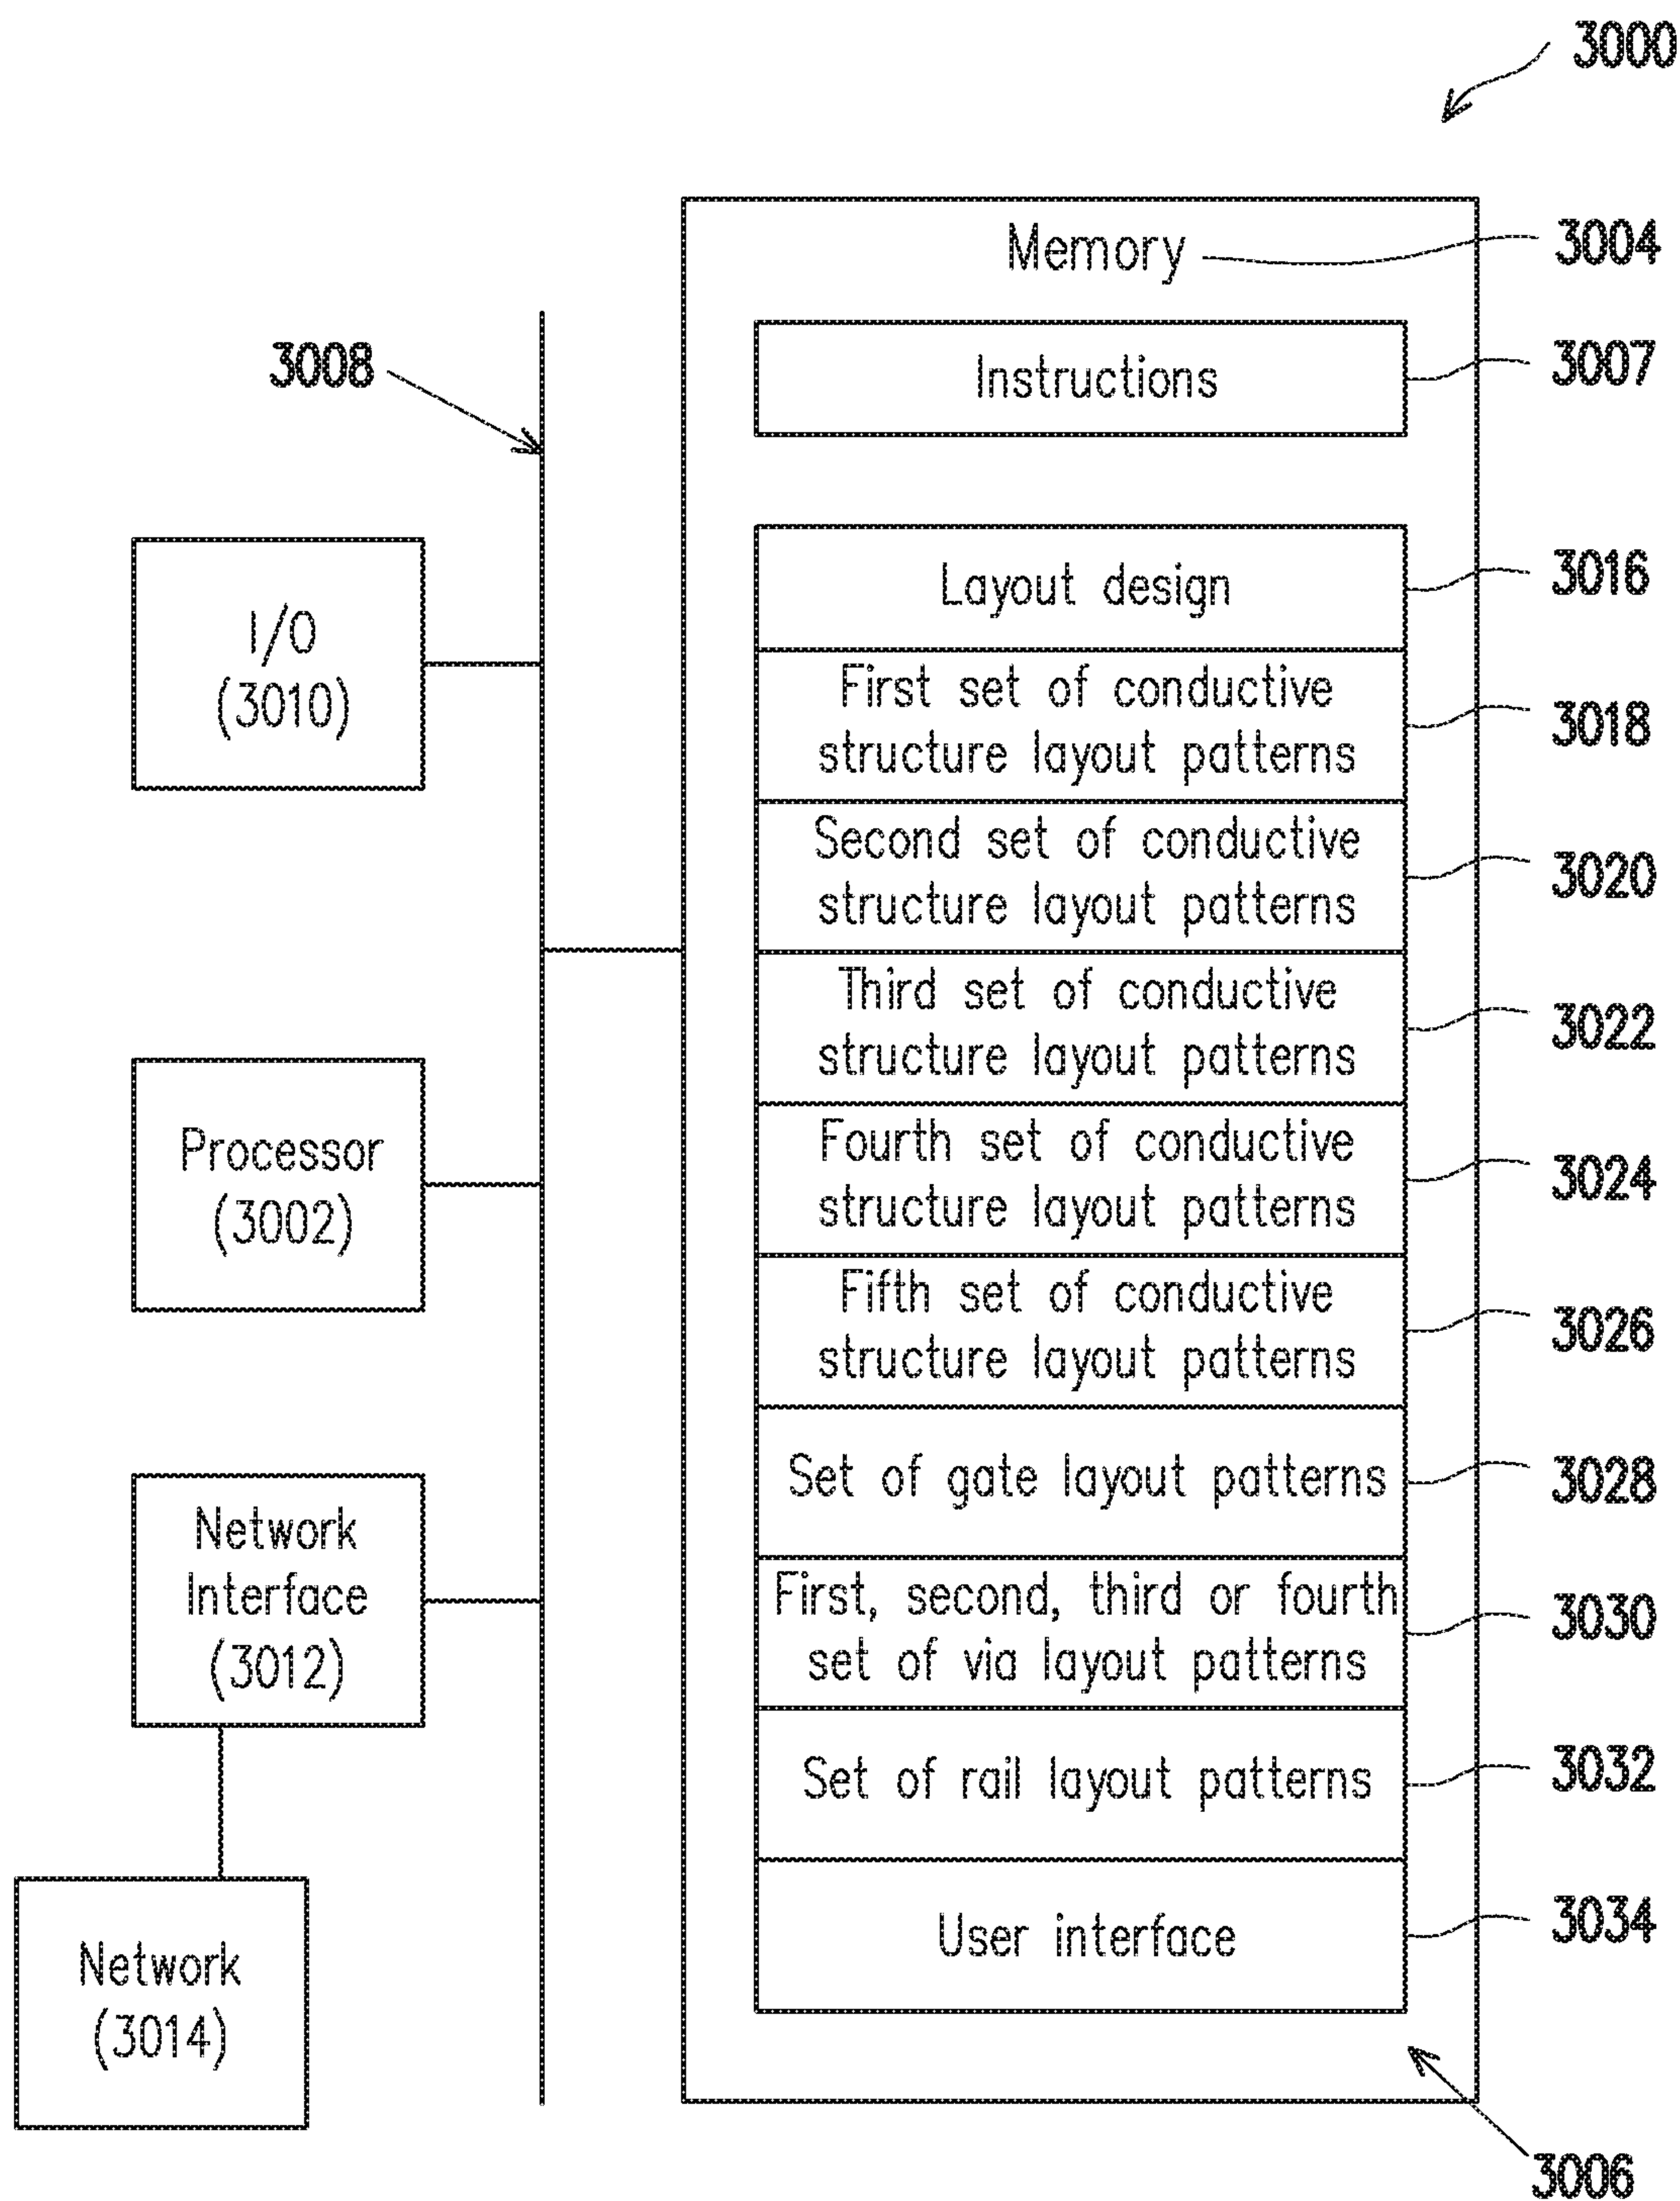 3000
Memory
3004
Instructions
3007
3008
Layout design
3016
I/O
(3010)
First set of conductive
structure layout patterns
3018
Second set of conductive
structure layout patterns
3020
Third set of conductive
structure layout patterns
3022
Processor
(3002)
Fourth set of conductive
structure layout patterns
3024
Fifth set of conductive
structure layout patterns
3026
Set of gate layout patterns
3028
Network
Interface
(3012)
First, second, third or fourth
set of via layout patterns
3030
Set of rail layout patterns
3032
User interface
3034
Network
(3014)
3006